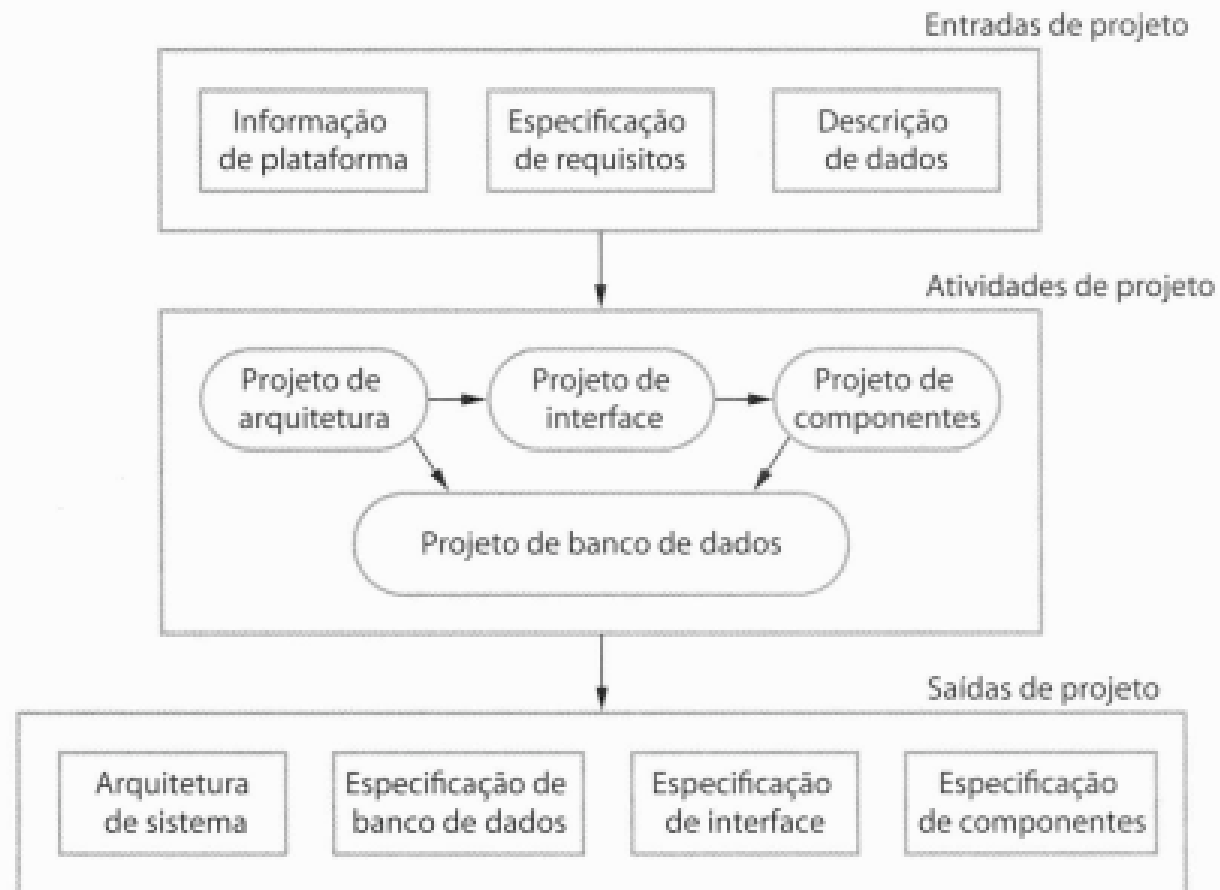 Entradas de projeto
Informação
de plataforma
Especificação
de requisitos
Descrição
de dados
Atividades de projeto
Projeto de
arquitetura
Projeto de
interface
Projeto de
componentes
Projeto de banco de dados
Saídas de projeto
Arquitetura
de sistema
Especificação de
banco de dados
Especificação
de interface
Especificação
de componentes